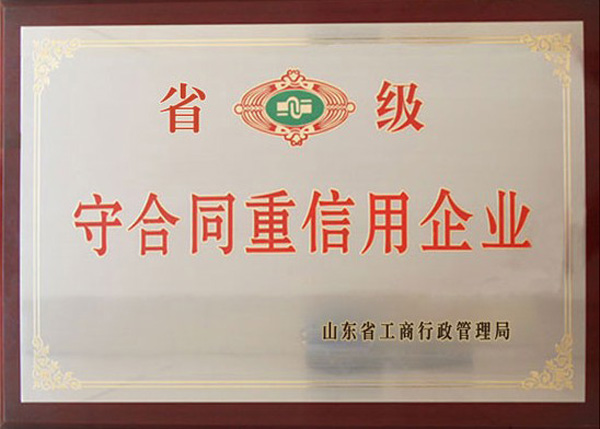 省 级
守合同重信用企业
山东省工商行政管理局